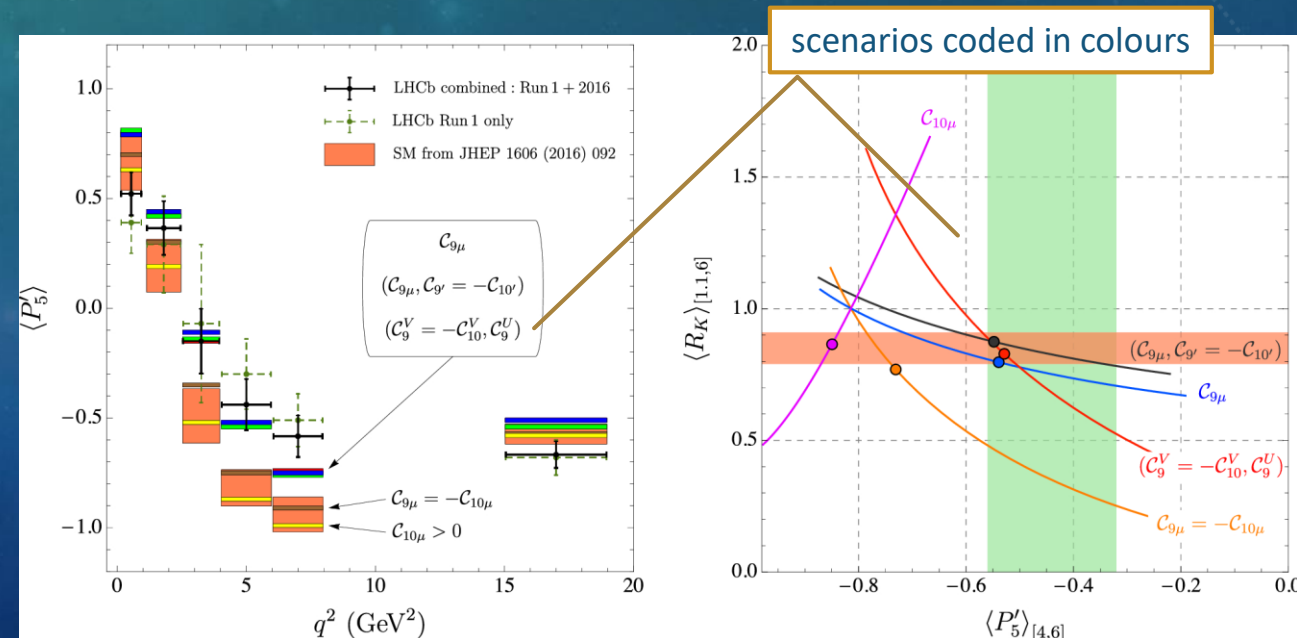 scenarios coded in colours
1.0
0.5
0.0
−0.5
−1.0
⟨P′₅⟩
0
5
10
15
20
q² (GeV²)
LHCb combined : Run 1 + 2016
LHCb Run 1 only
SM from JHEP 1606 (2016) 092
𝒞₉μ
(𝒞₉μ, 𝒞₉′ = −𝒞₁₀′)
(𝒞₉ⱽ = −𝒞₁₀ⱽ, 𝒞₉ᵁ)
𝒞₉μ = −𝒞₁₀μ
𝒞₁₀μ > 0
2.0
1.5
1.0
0.5
0.0
⟨R_K⟩[1.1,6]
𝒞₁₀μ
(𝒞₉μ, 𝒞₉′ = −𝒞₁₀′)
𝒞₉μ
(𝒞₉ⱽ = −𝒞₁₀ⱽ, 𝒞₉ᵁ)
𝒞₉μ = −𝒞₁₀μ
−0.8
−0.6
−0.4
−0.2
0.0
⟨P′₅⟩[4,6]